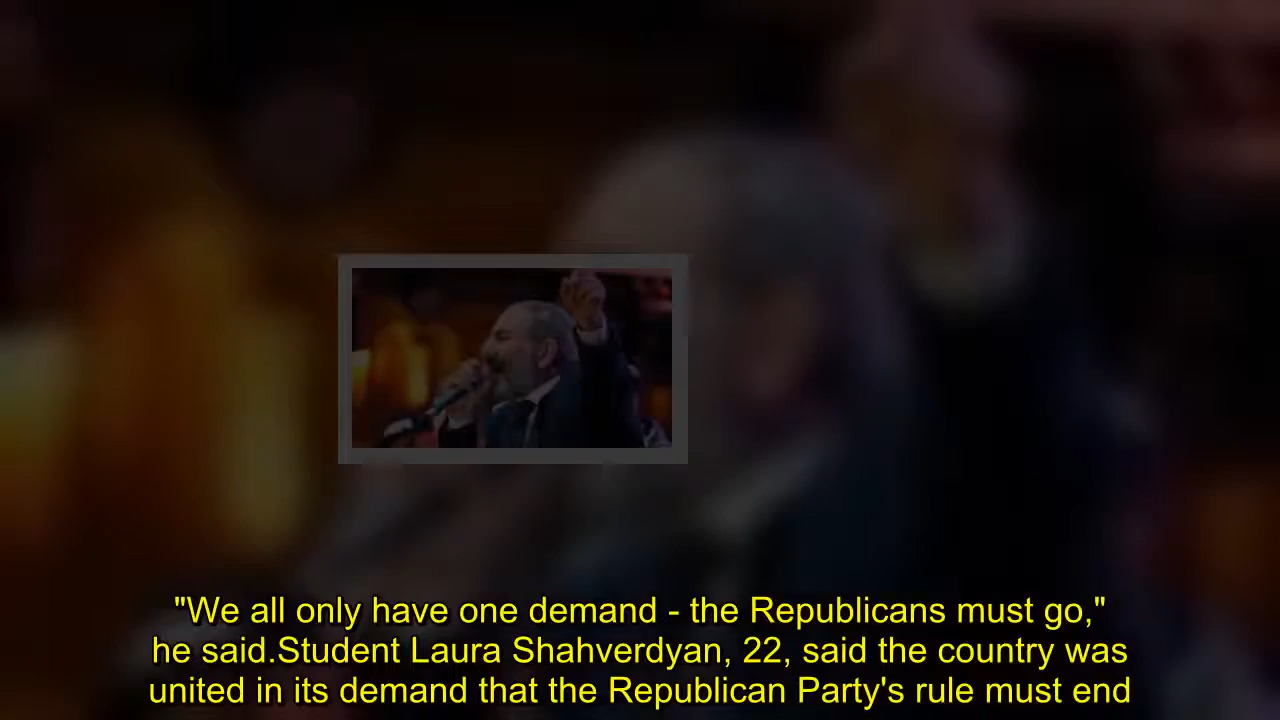 "We all only have one demand - the Republicans must go,"
he said.Student Laura Shahverdyan, 22, said the country was
united in its demand that the Republican Party's rule must end